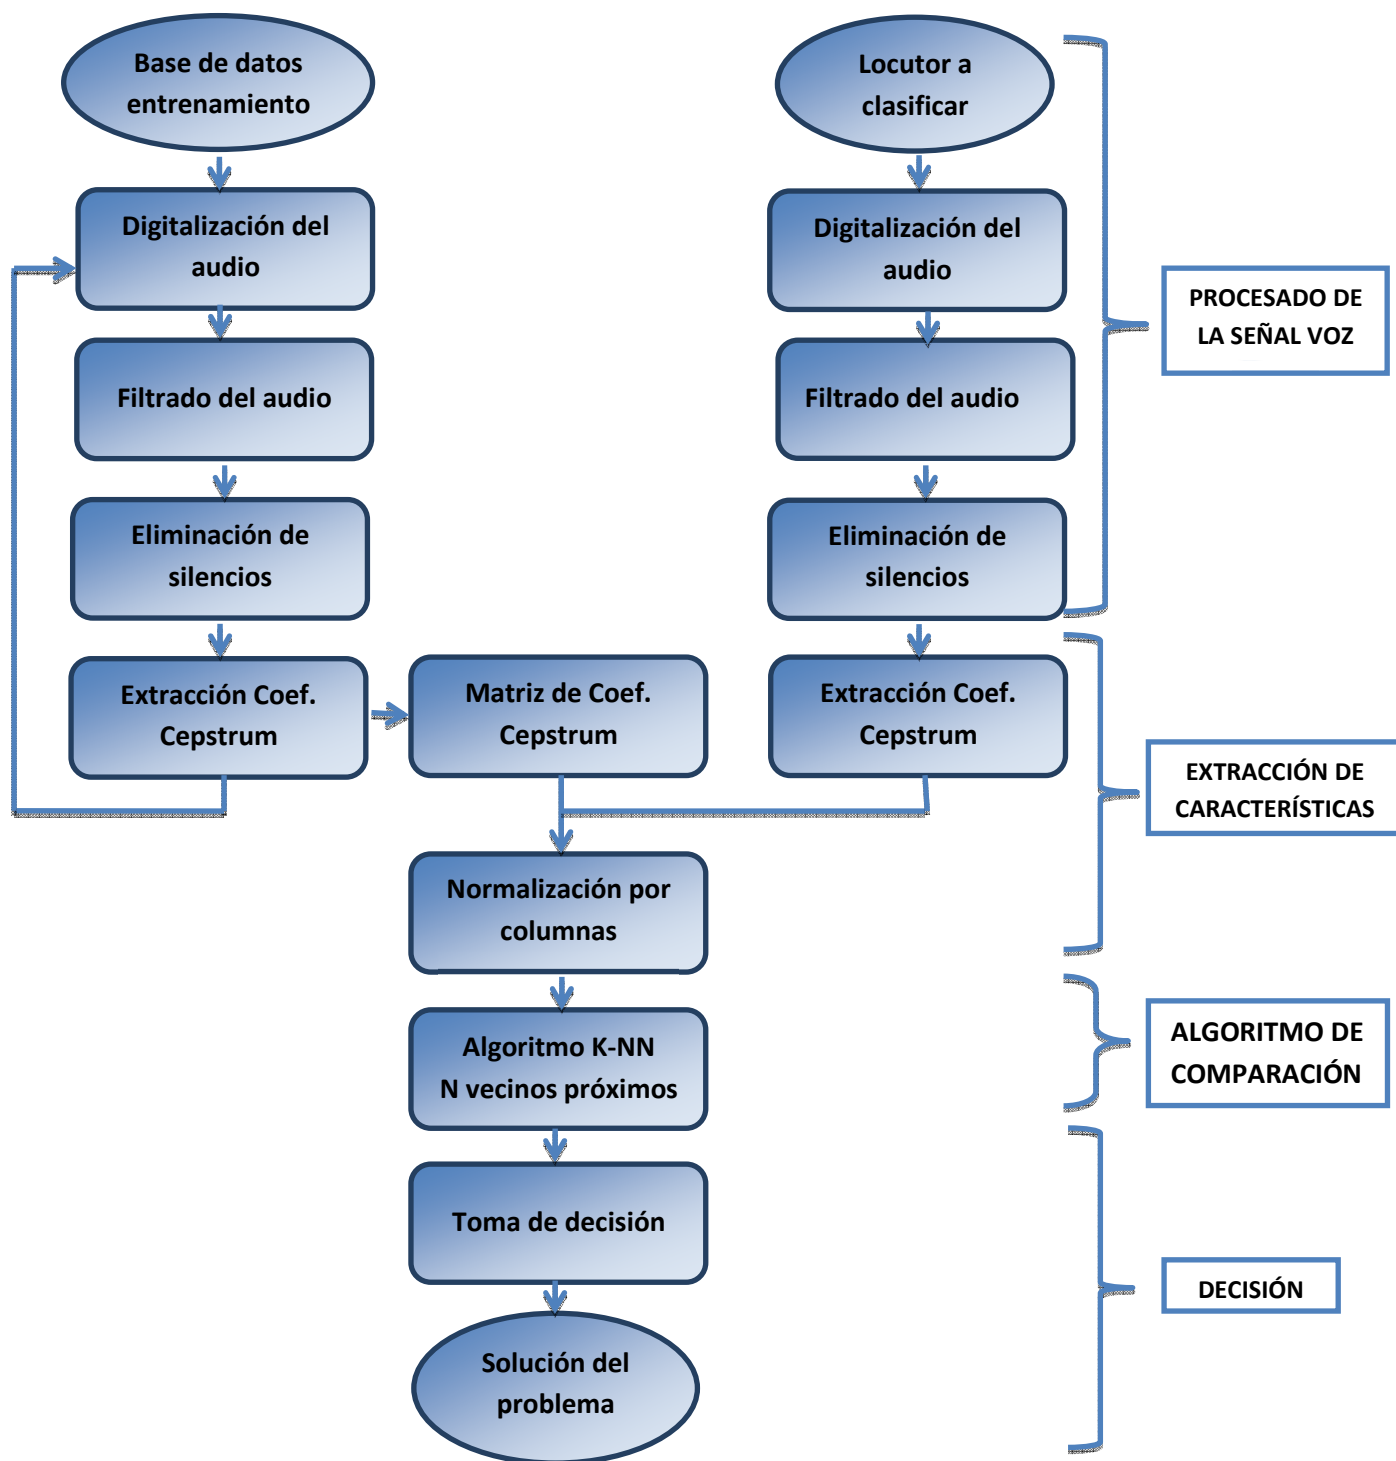 Base de datos
entrenamiento
Digitalización del
audio
Filtrado del audio
Eliminación de
silencios
Extracción Coef.
Cepstrum
Matriz de Coef.
Cepstrum
Locutor a
clasificar
Digitalización del
audio
Filtrado del audio
Eliminación de
silencios
Extracción Coef.
Cepstrum
Normalización por
columnas
Algoritmo K-NN
N vecinos próximos
Toma de decisión
Solución del
problema
PROCESADO DE
LA SEÑAL VOZ
EXTRACCIÓN DE
CARACTERÍSTICAS
ALGORITMO DE
COMPARACIÓN
DECISIÓN